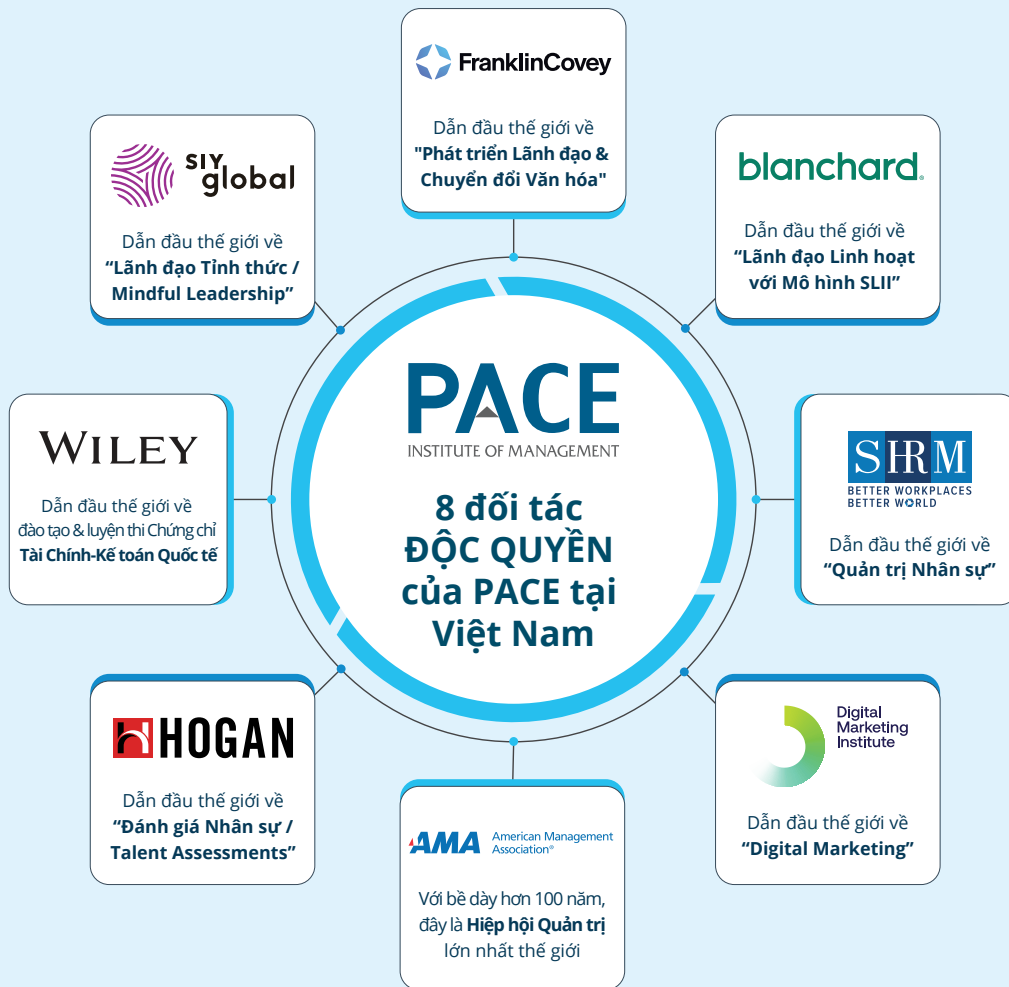 FranklinCovey
Dẫn đầu thế giới về
"Phát triển Lãnh đạo &
Chuyển đổi Văn hóa"
SIY
global
Dẫn đầu thế giới về
“Lãnh đạo Tỉnh thức /
Mindful Leadership”
blanchard®
Dẫn đầu thế giới về
“Lãnh đạo Linh hoạt
với Mô hình SLII”
PACE
INSTITUTE OF MANAGEMENT
8 đối tác
ĐỘC QUYỀN
của PACE tại
Việt Nam
WILEY
Dẫn đầu thế giới về
đào tạo & luyện thi Chứng chỉ
Tài Chính-Kế toán Quốc tế
SHRM
BETTER WORKPLACES
BETTER WORLD
Dẫn đầu thế giới về
“Quản trị Nhân sự”
HOGAN
Dẫn đầu thế giới về
“Đánh giá Nhân sự /
Talent Assessments”
Digital
Marketing
Institute
Dẫn đầu thế giới về
“Digital Marketing”
AMA American Management
Association®
Với bề dày hơn 100 năm,
đây là Hiệp hội Quản trị
lớn nhất thế giới